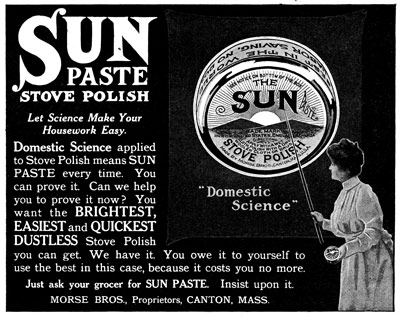 SUN
PASTE
STOVE POLISH
Let Science Make Your
Housework Easy.
Domestic Science applied
to Stove Polish means SUN
PASTE every time. You
can prove it. Can we help
you to prove it now? You
want the BRIGHTEST,
EASIEST and QUICKEST
DUSTLESS Stove Polish
you can get. We have it. You owe it to yourself to
use the best in this case, because it costs you no more.
Just ask your grocer for SUN PASTE. Insist upon it.
MORSE BROS., Proprietors, CANTON, MASS.
THE
SUN
PASTE
STOVE POLISH
"Domestic
Science"